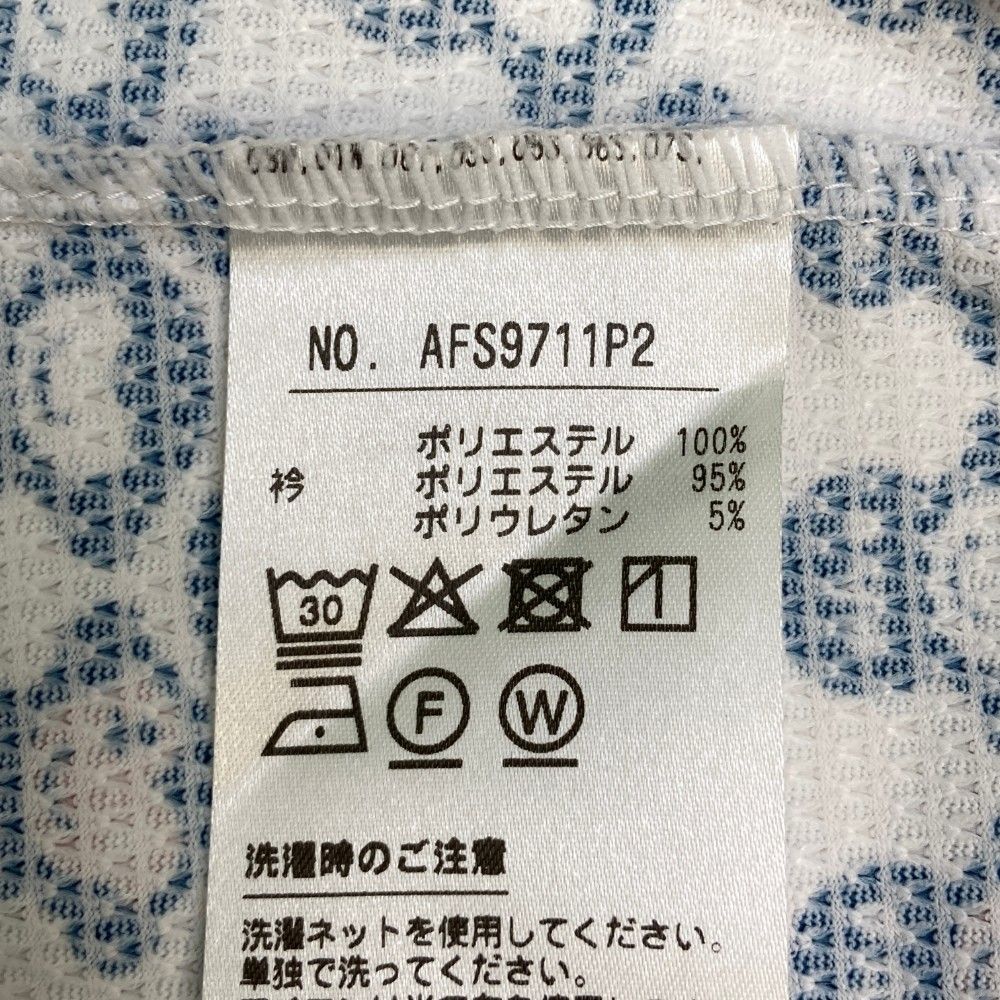 NO. AFS9711P2
ポリエステル 100%
衿 ポリエステル 95%
ポリウレタン 5%
30
F W
洗濯時のご注意
洗濯ネットを使用してください。
単独で洗ってください。